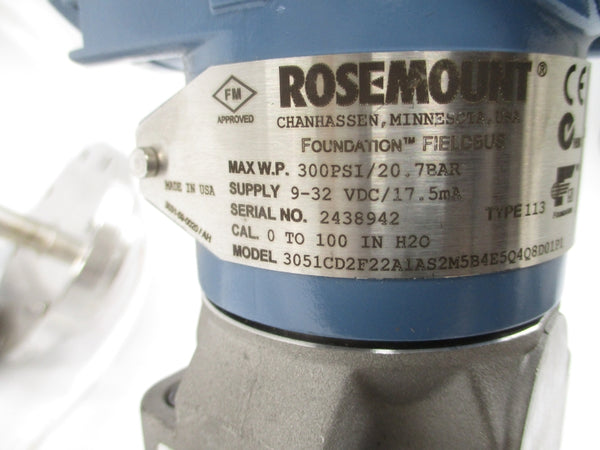 FM
APPROVED
ROSEMOUNT®
CE
CHANHASSEN, MINNESOTA, USA
FOUNDATION™ FIELDBUS
MAX W.P. 300PSI/20.7BAR
MADE IN USA
SUPPLY 9-32 VDC/17.5mA
SERIAL NO. 2438942
TYPE 113
CAL. 0 TO 100 IN H2O
MODEL 3051CD2F22A1AS2M5B4E5Q4Q8D01P1